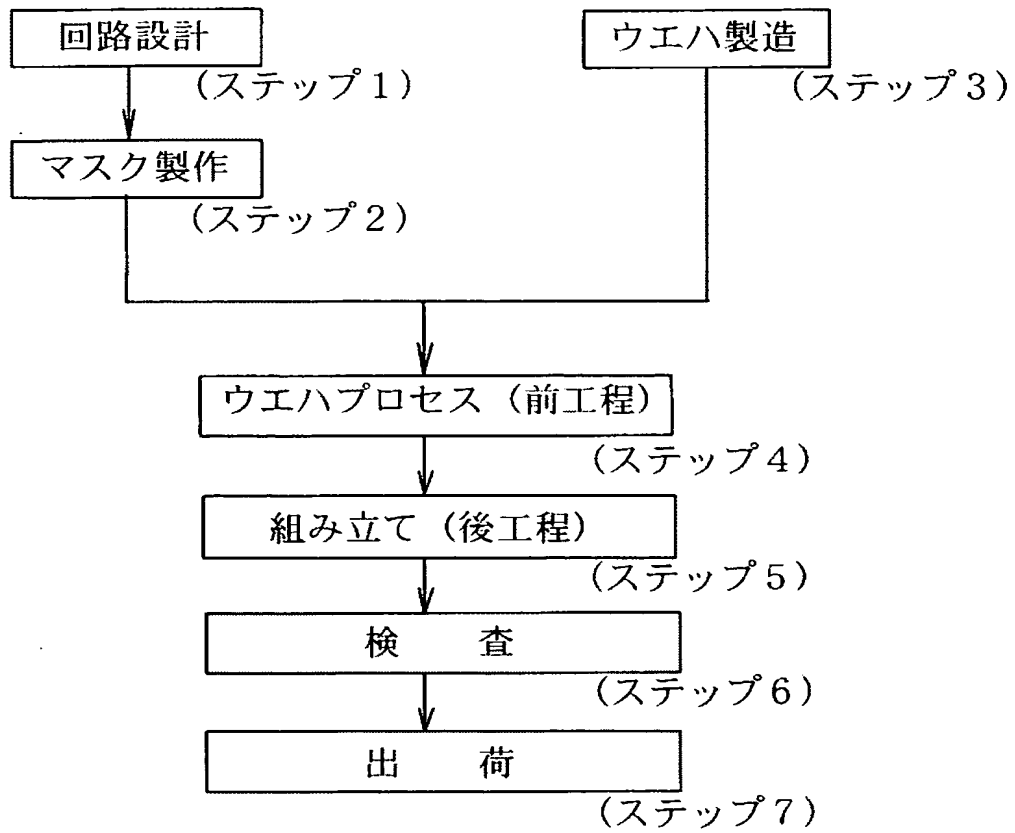 回路設計
(ステップ1)
マスク製作
(ステップ2)
ウエハ製造
(ステップ3)
ウエハプロセス(前工程)
(ステップ4)
組み立て(後工程)
(ステップ5)
検 査
(ステップ6)
出 荷
(ステップ7)